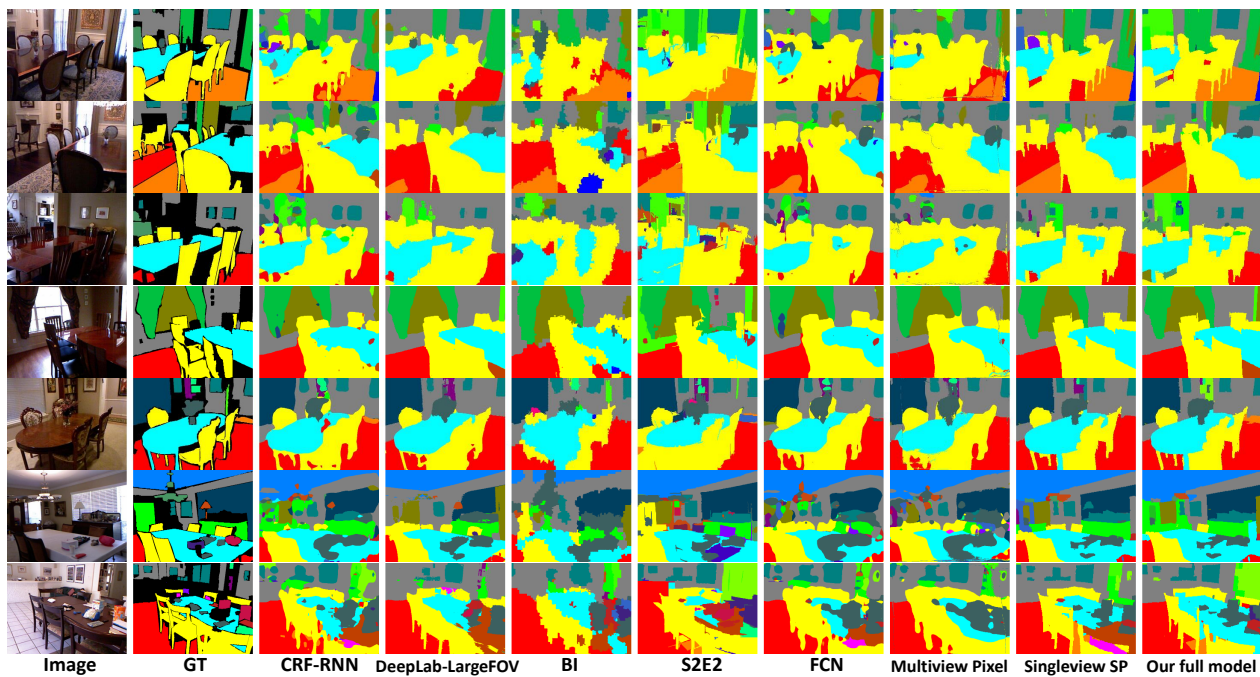 Image GT CRF-RNN DeepLab-LargeFOV BI S2E2 FCN Multiview Pixel Singleview SP Our full model